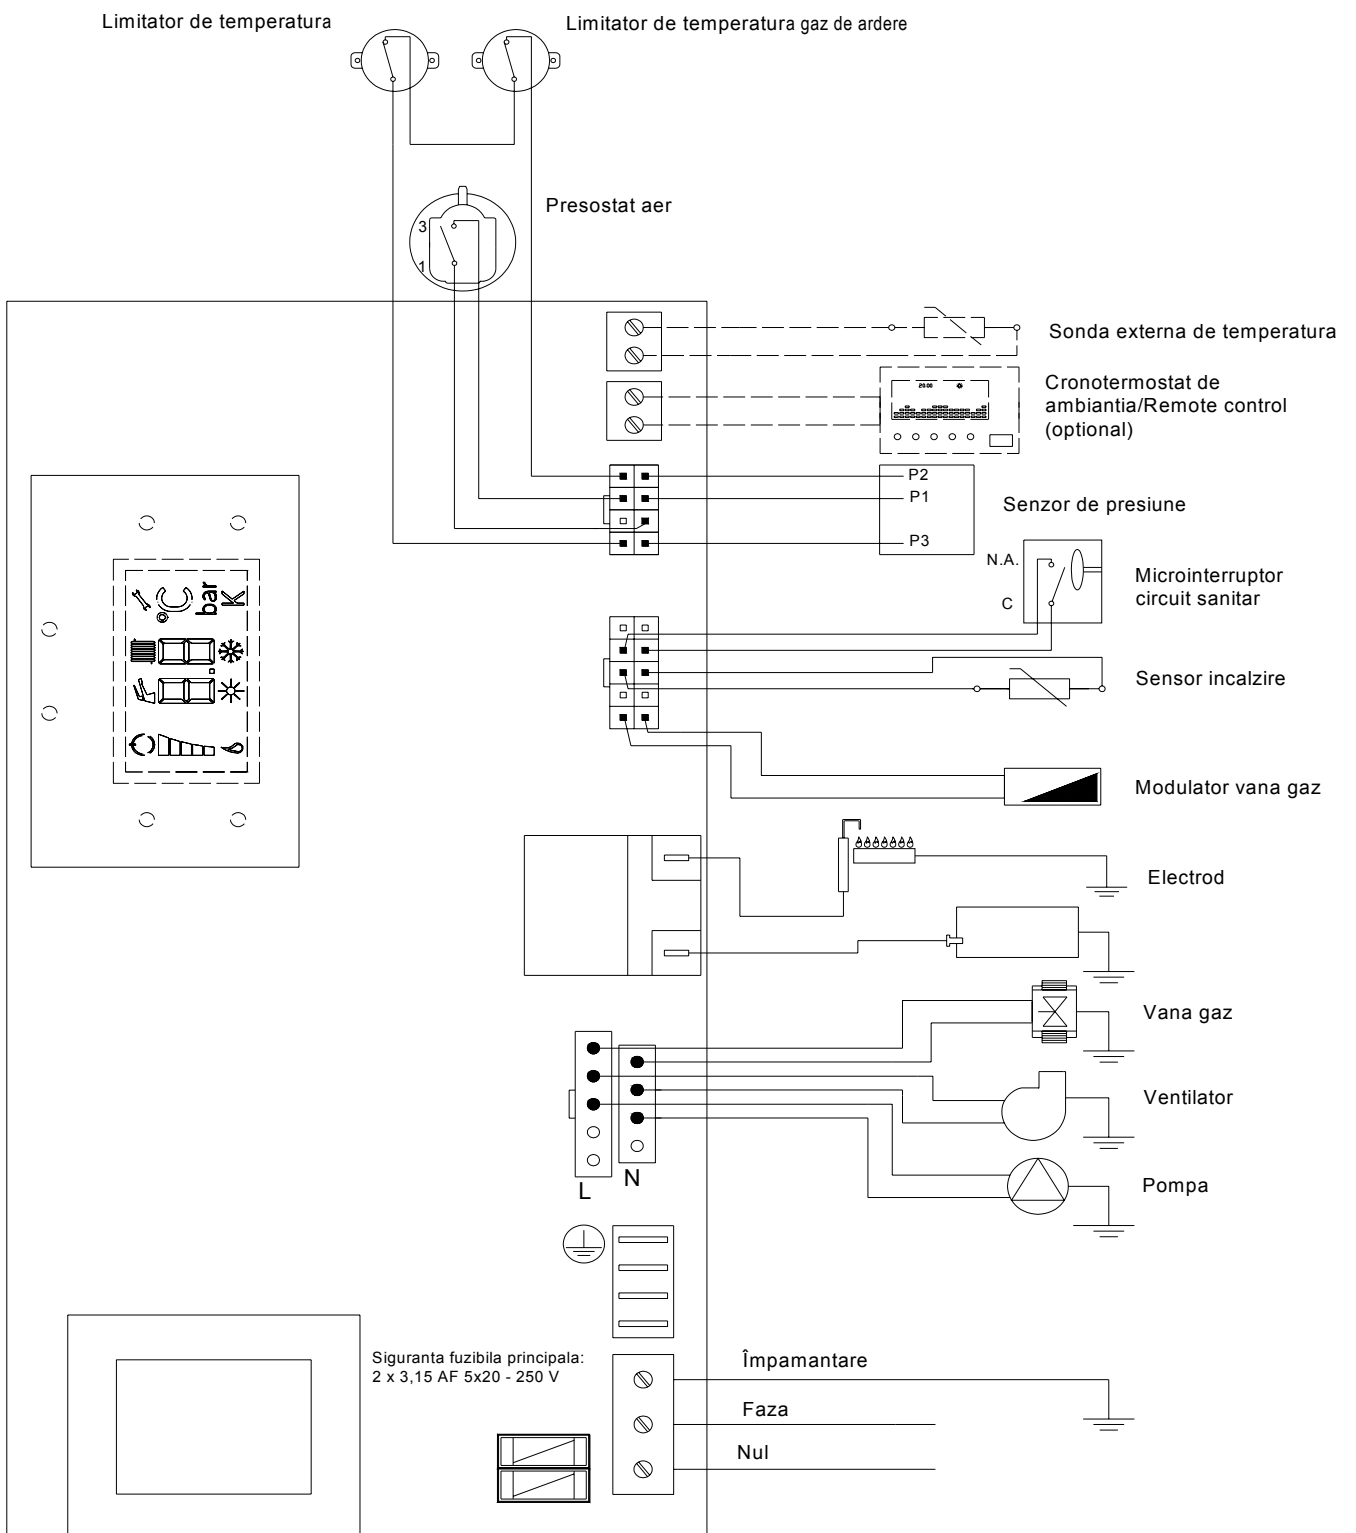 Limitator de temperatura
Limitator de temperatura gaz de ardere
Presostat aer
3
1
Sonda externa de temperatura
20:00
Cronotermostat de
ambiantia/Remote control
(optional)
P2
P1
Senzor de presiune
P3
N.A.
C
Microinterruptor
circuit sanitar
°C
bar
K
Sensor incalzire
Modulator vana gaz
Electrod
Vana gaz
Ventilator
L
N
Pompa
Siguranta fuzibila principala:
2 x 3,15 AF 5x20 - 250 V
Împamantare
Faza
Nul